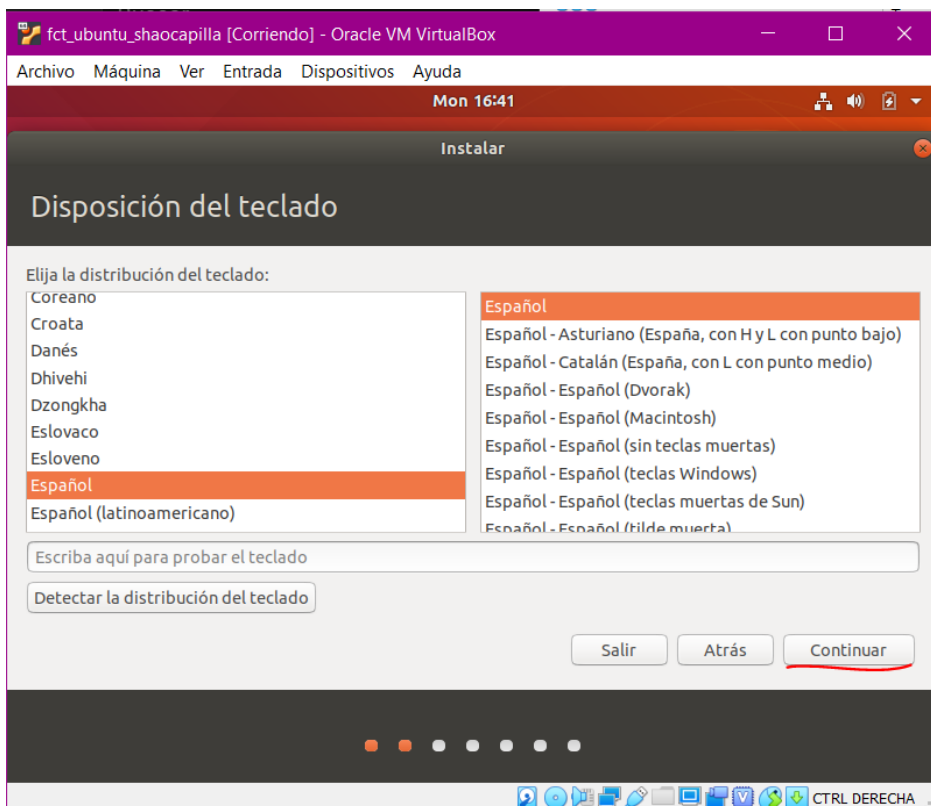 fct_ubuntu_shaocapilla [Corriendo] - Oracle VM VirtualBox
Archivo Máquina Ver Entrada Dispositivos Ayuda
Mon 16:41
Instalar
Disposición del teclado
Elija la distribución del teclado:
Coreano
Croata
Danés
Dhivehi
Dzongkha
Eslovaco
Esloveno
Español
Español (latinoamericano)
Español
Español - Asturiano (España, con H y L con punto bajo)
Español - Catalán (España, con L con punto medio)
Español - Español (Dvorak)
Español - Español (Macintosh)
Español - Español (sin teclas muertas)
Español - Español (teclas Windows)
Español - Español (teclas muertas de Sun)
Español - Español (tilde muerta)
Escriba aquí para probar el teclado
Detectar la distribución del teclado
Salir Atrás Continuar
CTRL DERECHA